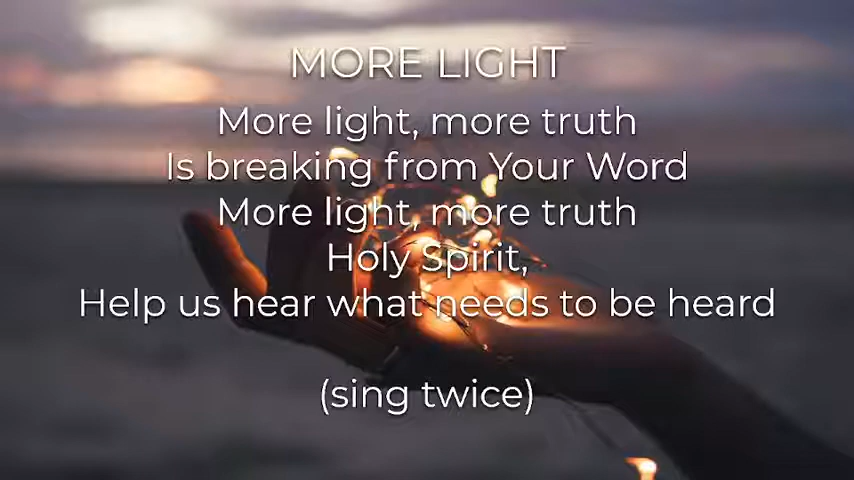 MORE LIGHT
More light, more truth
Is breaking from Your Word
More light, more truth
Holy Spirit,
Help us hear what needs to be heard
(sing twice)